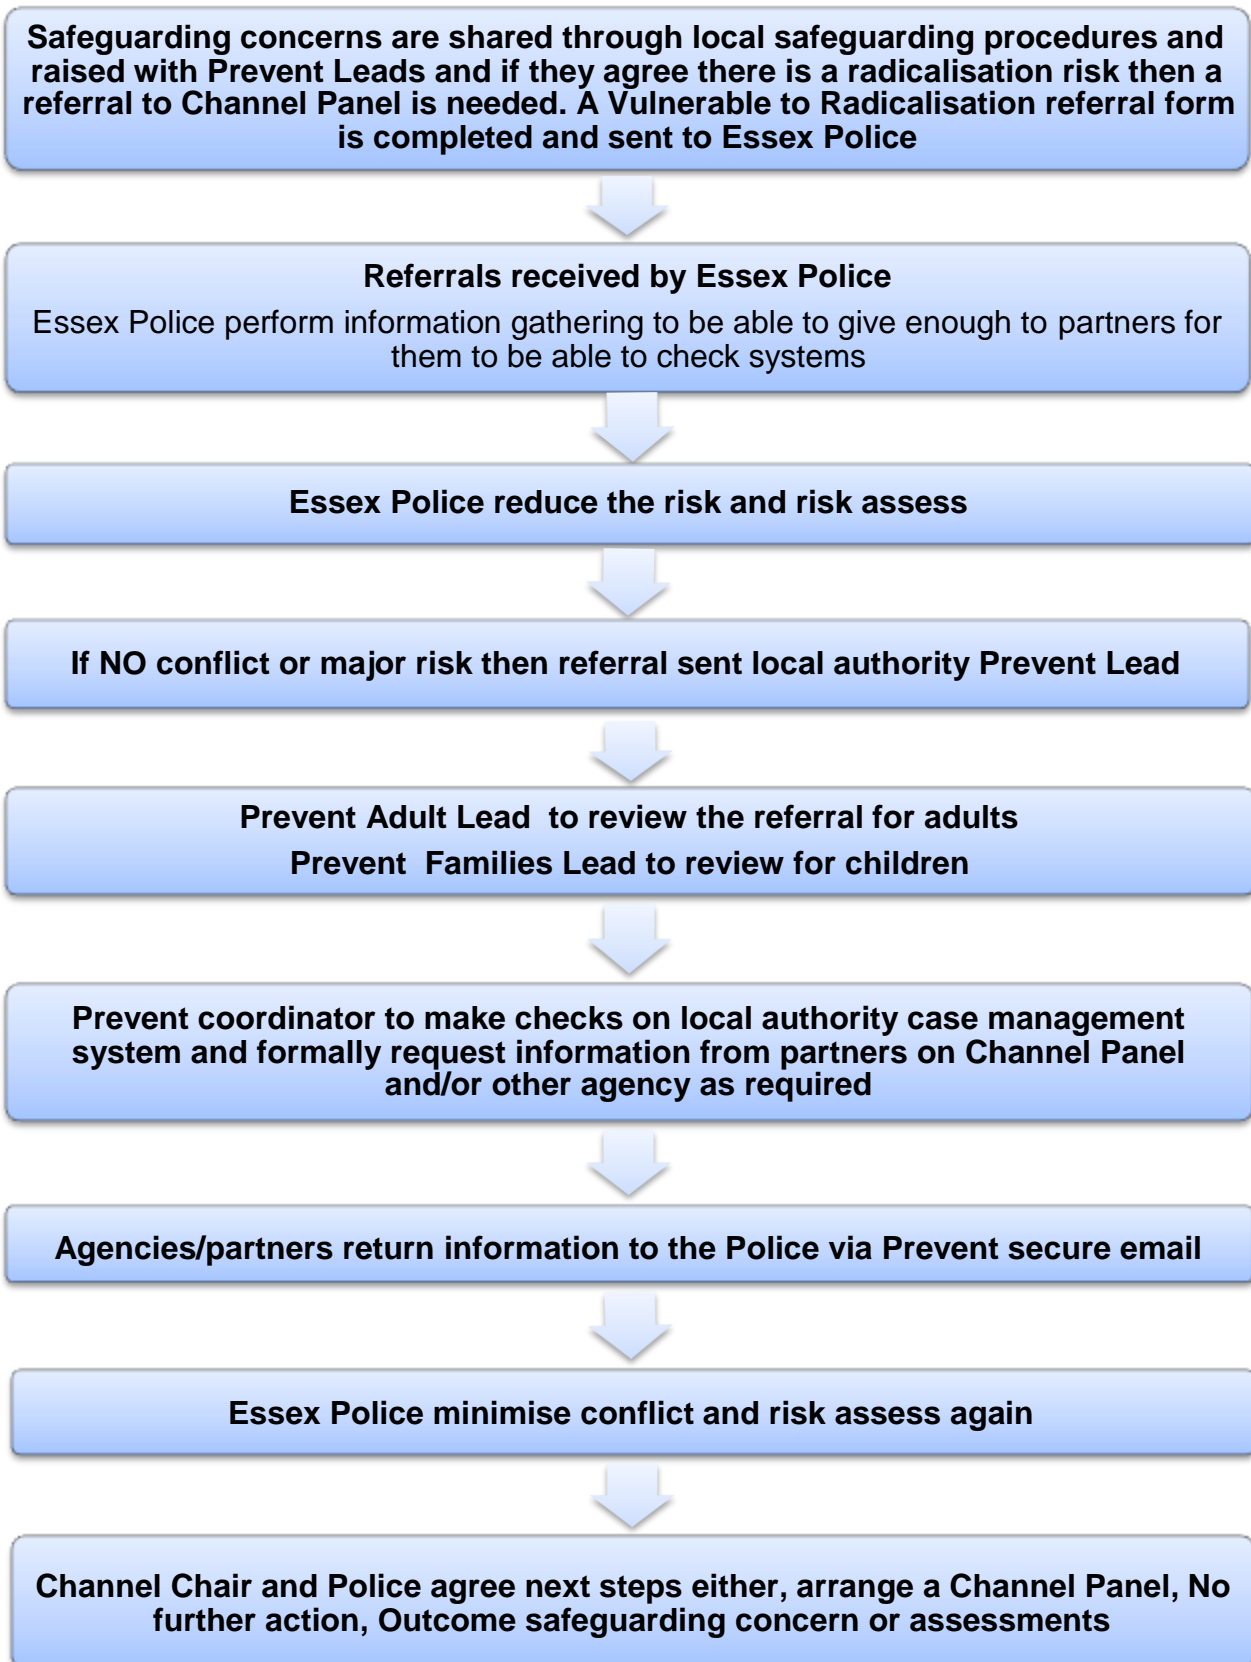 Safeguarding concerns are shared through local safeguarding procedures and
raised with Prevent Leads and if they agree there is a radicalisation risk then a
referral to Channel Panel is needed. A Vulnerable to Radicalisation referral form
is completed and sent to Essex Police
Referrals received by Essex Police
Essex Police perform information gathering to be able to give enough to partners for
them to be able to check systems
Essex Police reduce the risk and risk assess
If NO conflict or major risk then referral sent local authority Prevent Lead
Prevent Adult Lead  to review the referral for adults
Prevent  Families Lead to review for children
Prevent coordinator to make checks on local authority case management
system and formally request information from partners on Channel Panel
and/or other agency as required
Agencies/partners return information to the Police via Prevent secure email
Essex Police minimise conflict and risk assess again
Channel Chair and Police agree next steps either, arrange a Channel Panel, No
further action, Outcome safeguarding concern or assessments